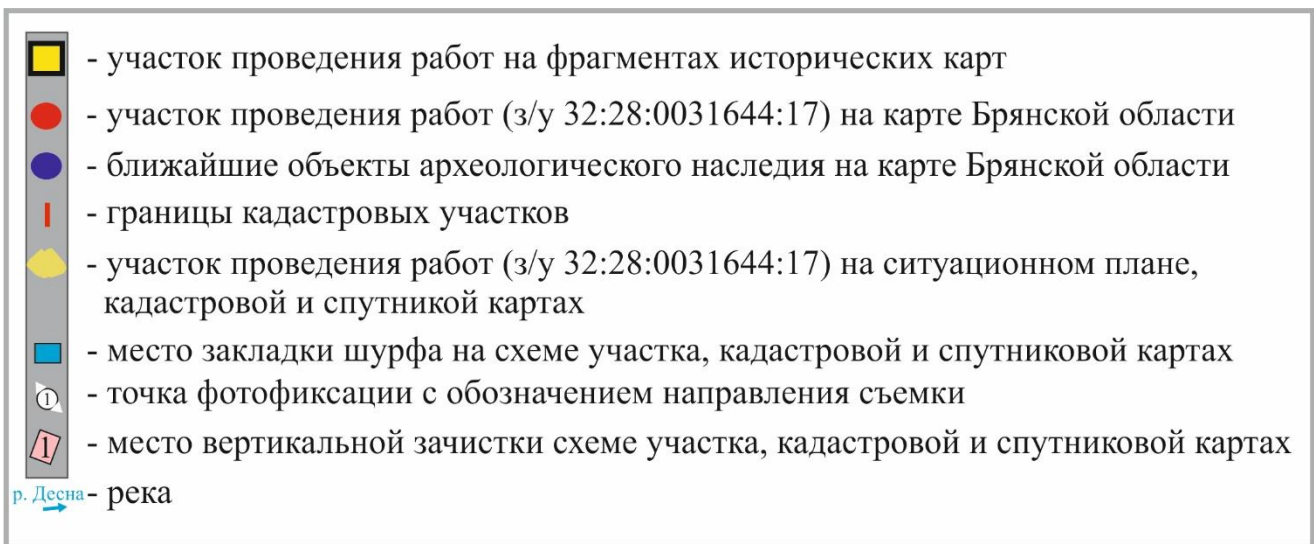 - участок проведения работ на фрагментах исторических карт
- участок проведения работ (з/у 32:28:0031644:17) на карте Брянской области
- ближайшие объекты археологического наследия на карте Брянской области
- границы кадастровых участков
- участок проведения работ (з/у 32:28:0031644:17) на ситуационном плане,
кадастровой и спутникой картах
- место закладки шурфа на схеме участка, кадастровой и спутниковой картах
1 - точка фотофиксации с обозначением направления съемки
1 - место вертикальной зачистки схеме участка, кадастровой и спутниковой картах
р. Десна - река